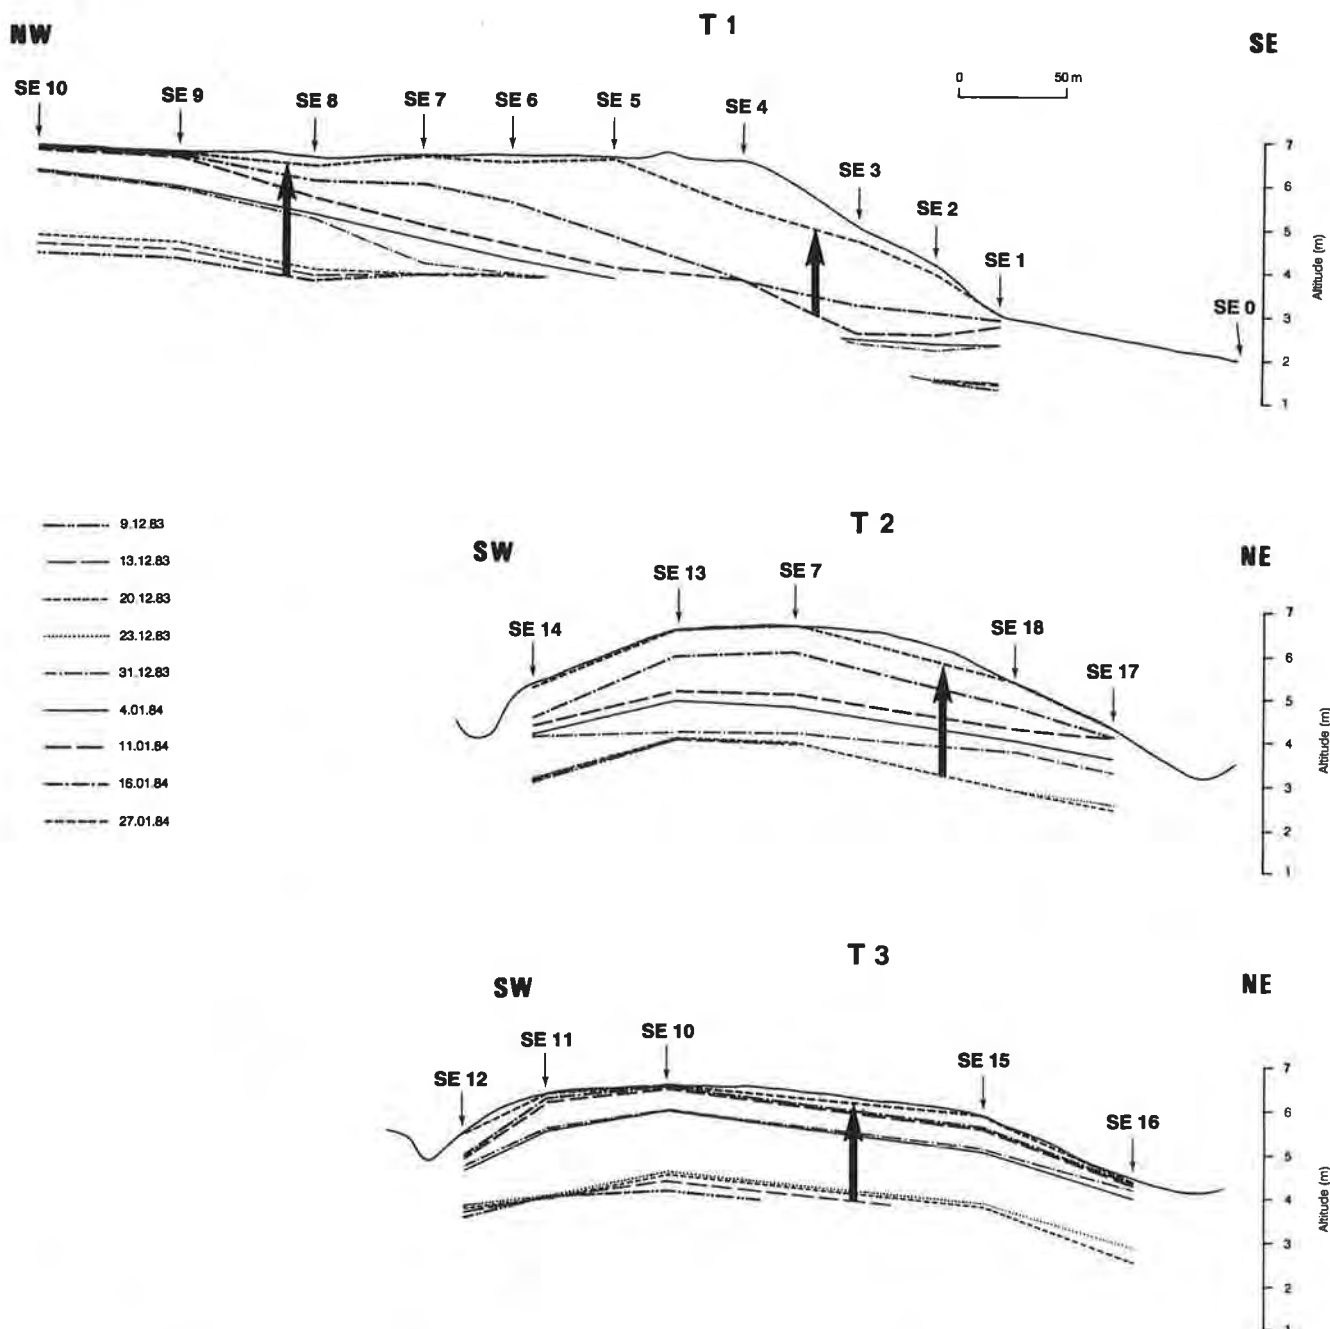 T 1
NW
SE
0 50 m
SE 10
SE 9
SE 8
SE 7
SE 6
SE 5
SE 4
SE 3
SE 2
SE 1
SE 0
7
6
5
4
3
2
1
Altitude (m)
9.12.83
13.12.83
20.12.83
23.12.83
31.12.83
4.01.84
11.01.84
16.01.84
27.01.84
T 2
SW
NE
SE 14
SE 13
SE 7
SE 18
SE 17
7
6
5
4
3
2
1
Altitude (m)
T 3
SW
NE
SE 12
SE 11
SE 10
SE 15
SE 16
7
6
5
4
3
2
Altitude (m)